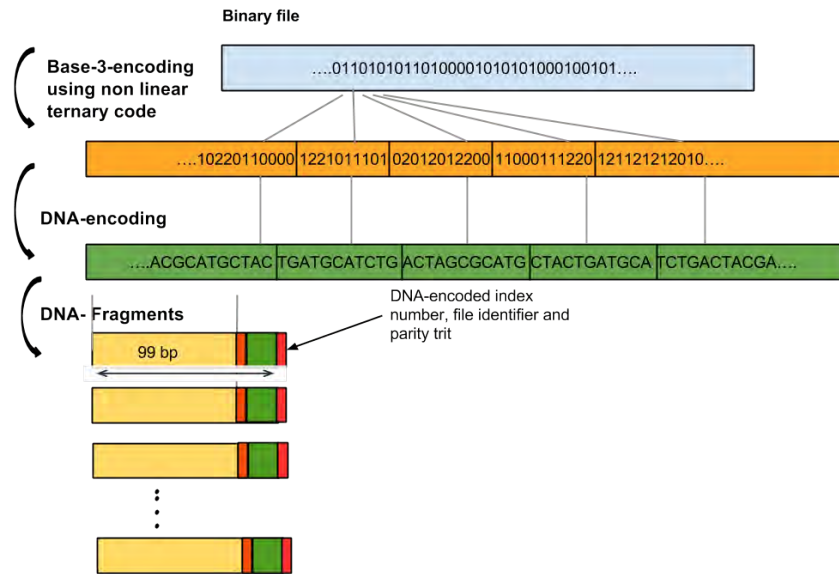 Binary file
....01101010110100001010101000100101....
Base-3-encoding
using non linear
ternary code
....10220110000 1221011101 02012012200 11000111220 121121212010....
DNA-encoding
....ACGCATGCTAC TGATGCATCTG ACTAGCGCATG CTACTGATGCA TCTGACTACGA....
DNA- Fragments
DNA-encoded index
number, file identifier and
parity trit
99 bp